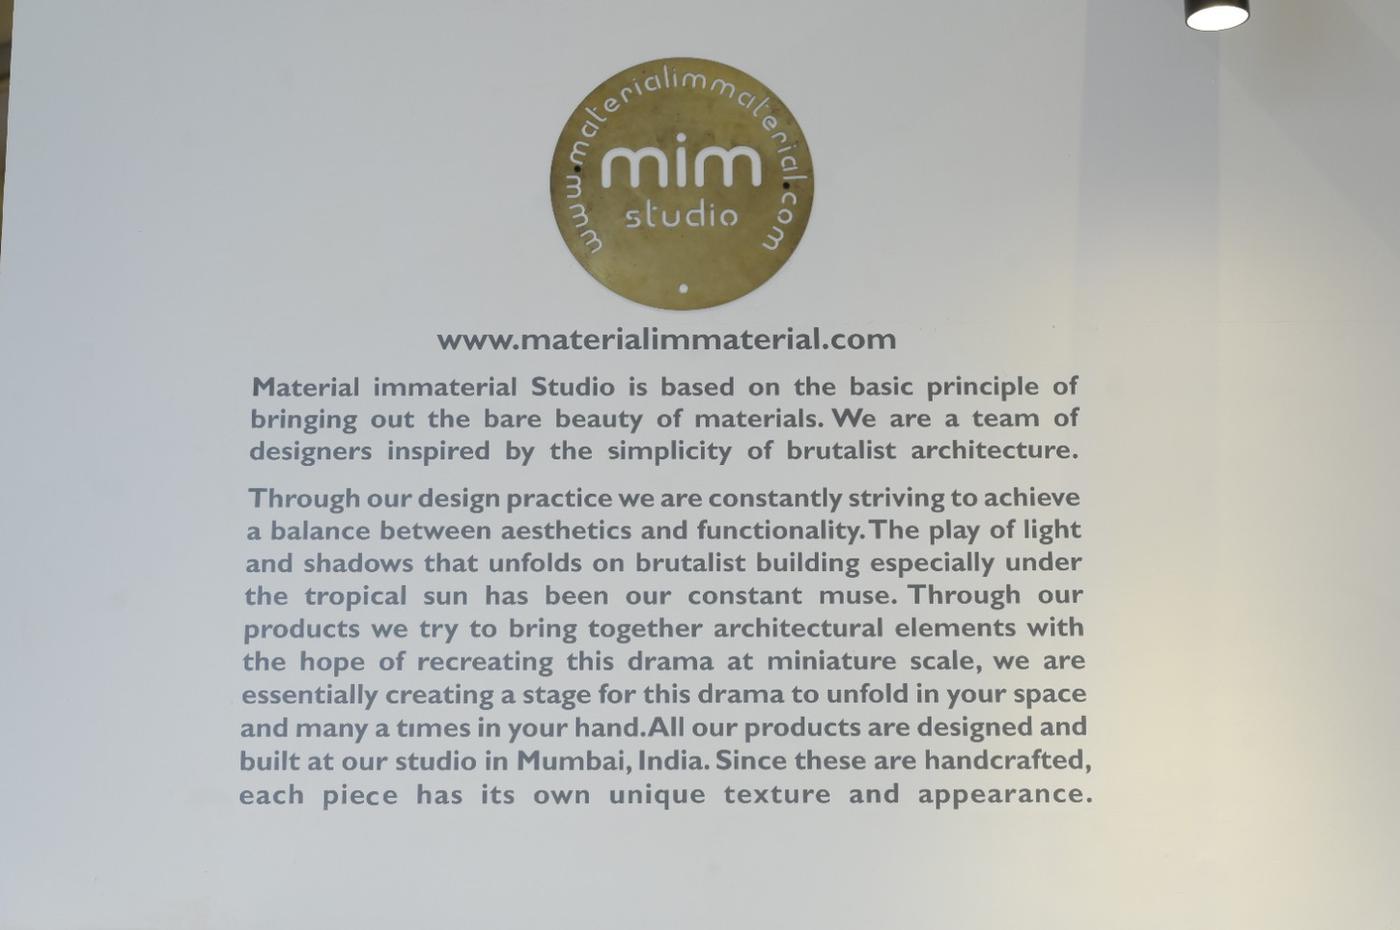 www.materialimmaterial.com
mim
studio
www.materialimmaterial.com
Material immaterial Studio is based on the basic principle of
bringing out the bare beauty of materials. We are a team of
designers inspired by the simplicity of brutalist architecture.
Through our design practice we are constantly striving to achieve
a balance between aesthetics and functionality. The play of light
and shadows that unfolds on brutalist building especially under
the tropical sun has been our constant muse. Through our
products we try to bring together architectural elements with
the hope of recreating this drama at miniature scale, we are
essentially creating a stage for this drama to unfold in your space
and many a times in your hand.All our products are designed and
built at our studio in Mumbai, India. Since these are handcrafted,
each piece has its own unique texture and appearance.